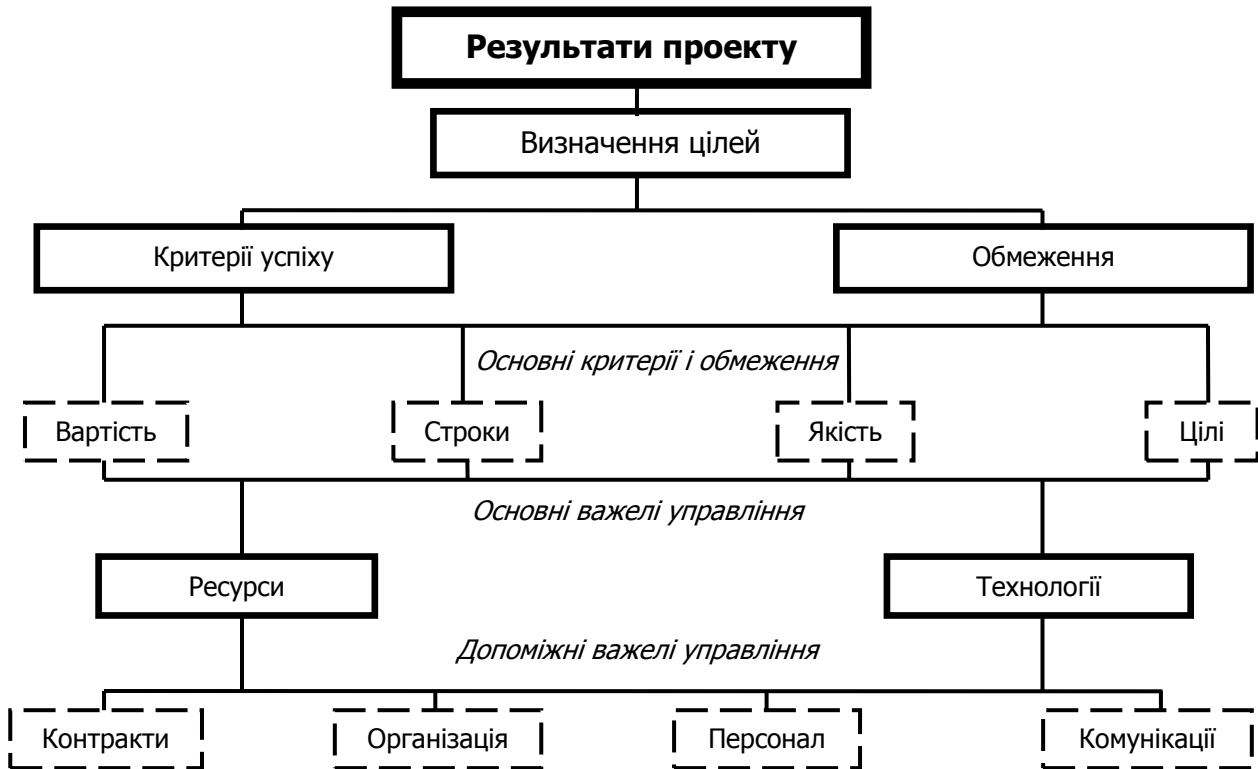 Результати проекту
Визначення цілей
Критерії успіху
Обмеження
Основні критерії і обмеження
Вартість
Строки
Якість
Цілі
Основні важелі управління
Ресурси
Технології
Допоміжні важелі управління
Контракти
Організація
Персонал
Комунікації